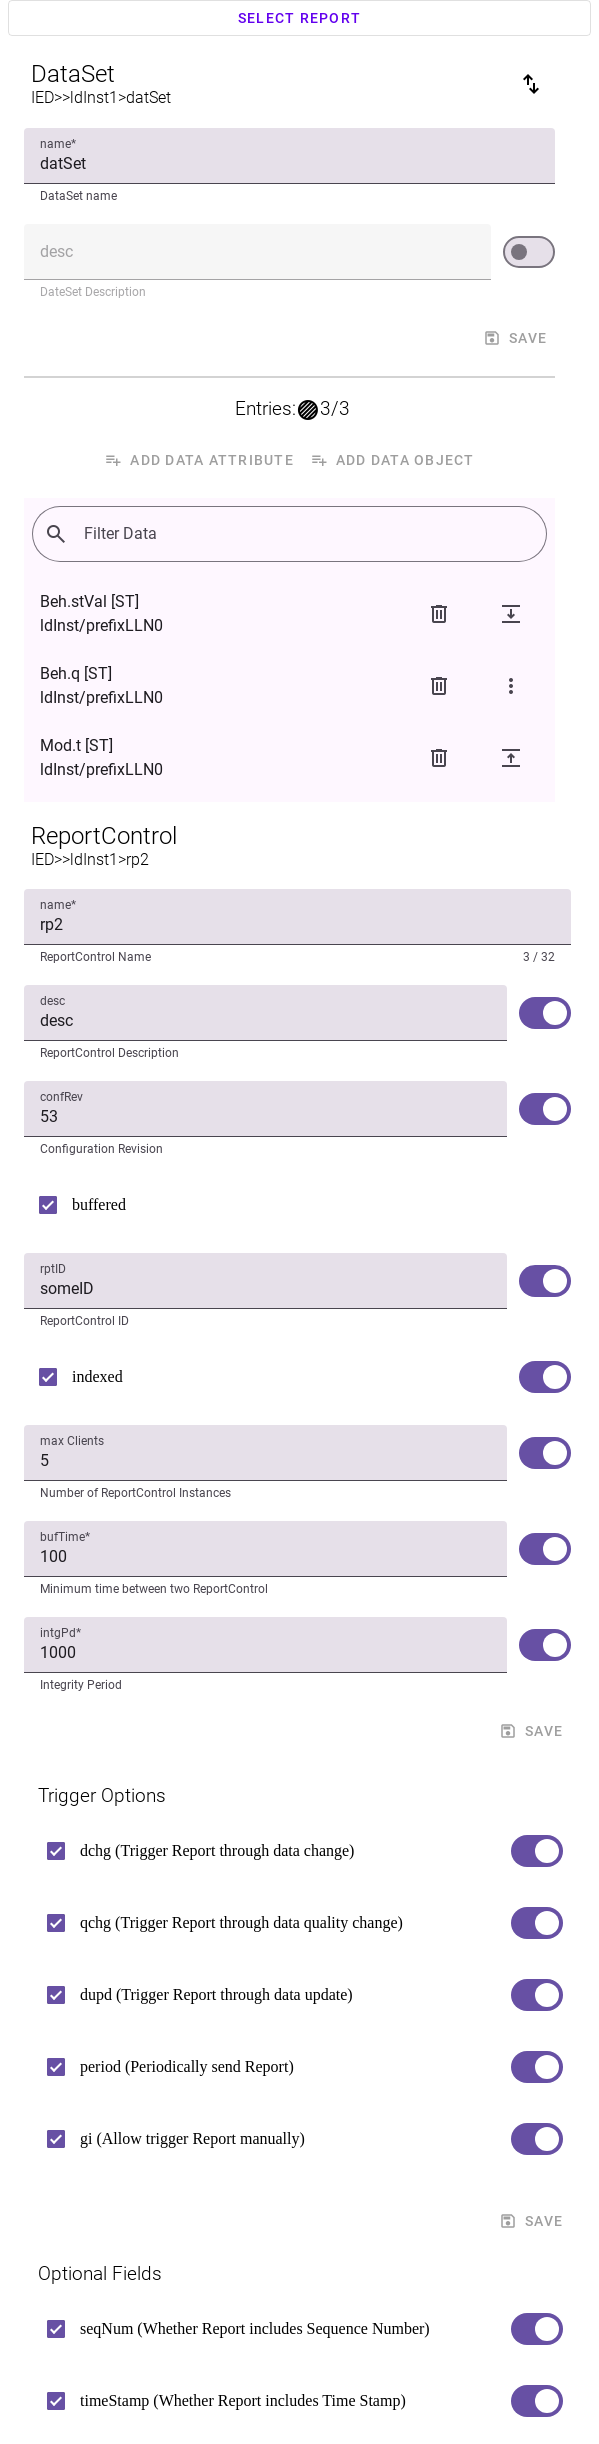 SELECT REPORT
DataSet
IED>>ldInst1>datSet
name*
datSet
DataSet name
desc
DateSet Description
SAVE
Entries: 3/3
ADD DATA ATTRIBUTE ADD DATA OBJECT
Filter Data
Beh.stVal [ST]
ldInst/prefixLLN0
Beh.q [ST]
ldInst/prefixLLN0
Mod.t [ST]
ldInst/prefixLLN0
ReportControl
IED>>ldInst1>rp2
name*
rp2
ReportControl Name 3 / 32
desc
desc
ReportControl Description
confRev
53
Configuration Revision
buffered
rptID
someID
ReportControl ID
indexed
max Clients
5
Number of ReportControl Instances
bufTime*
100
Minimum time between two ReportControl
intgPd*
1000
Integrity Period
SAVE
Trigger Options
dchg (Trigger Report through data change)
qchg (Trigger Report through data quality change)
dupd (Trigger Report through data update)
period (Periodically send Report)
gi (Allow trigger Report manually)
SAVE
Optional Fields
seqNum (Whether Report includes Sequence Number)
timeStamp (Whether Report includes Time Stamp)